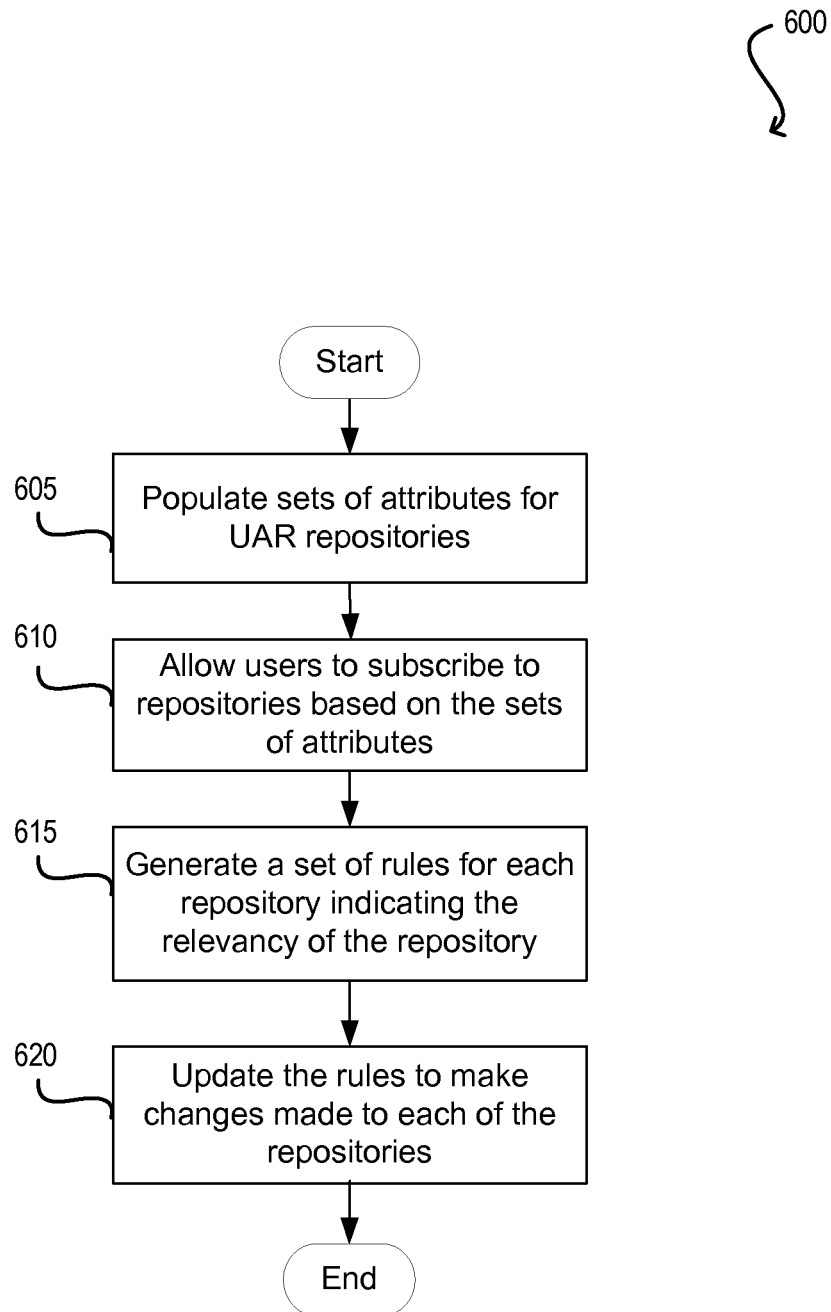 600
Start
605
Populate sets of attributes for
UAR repositories
610
Allow users to subscribe to
repositories based on the sets
of attributes
615
Generate a set of rules for each
repository indicating the
relevancy of the repository
620
Update the rules to make
changes made to each of the
repositories
End